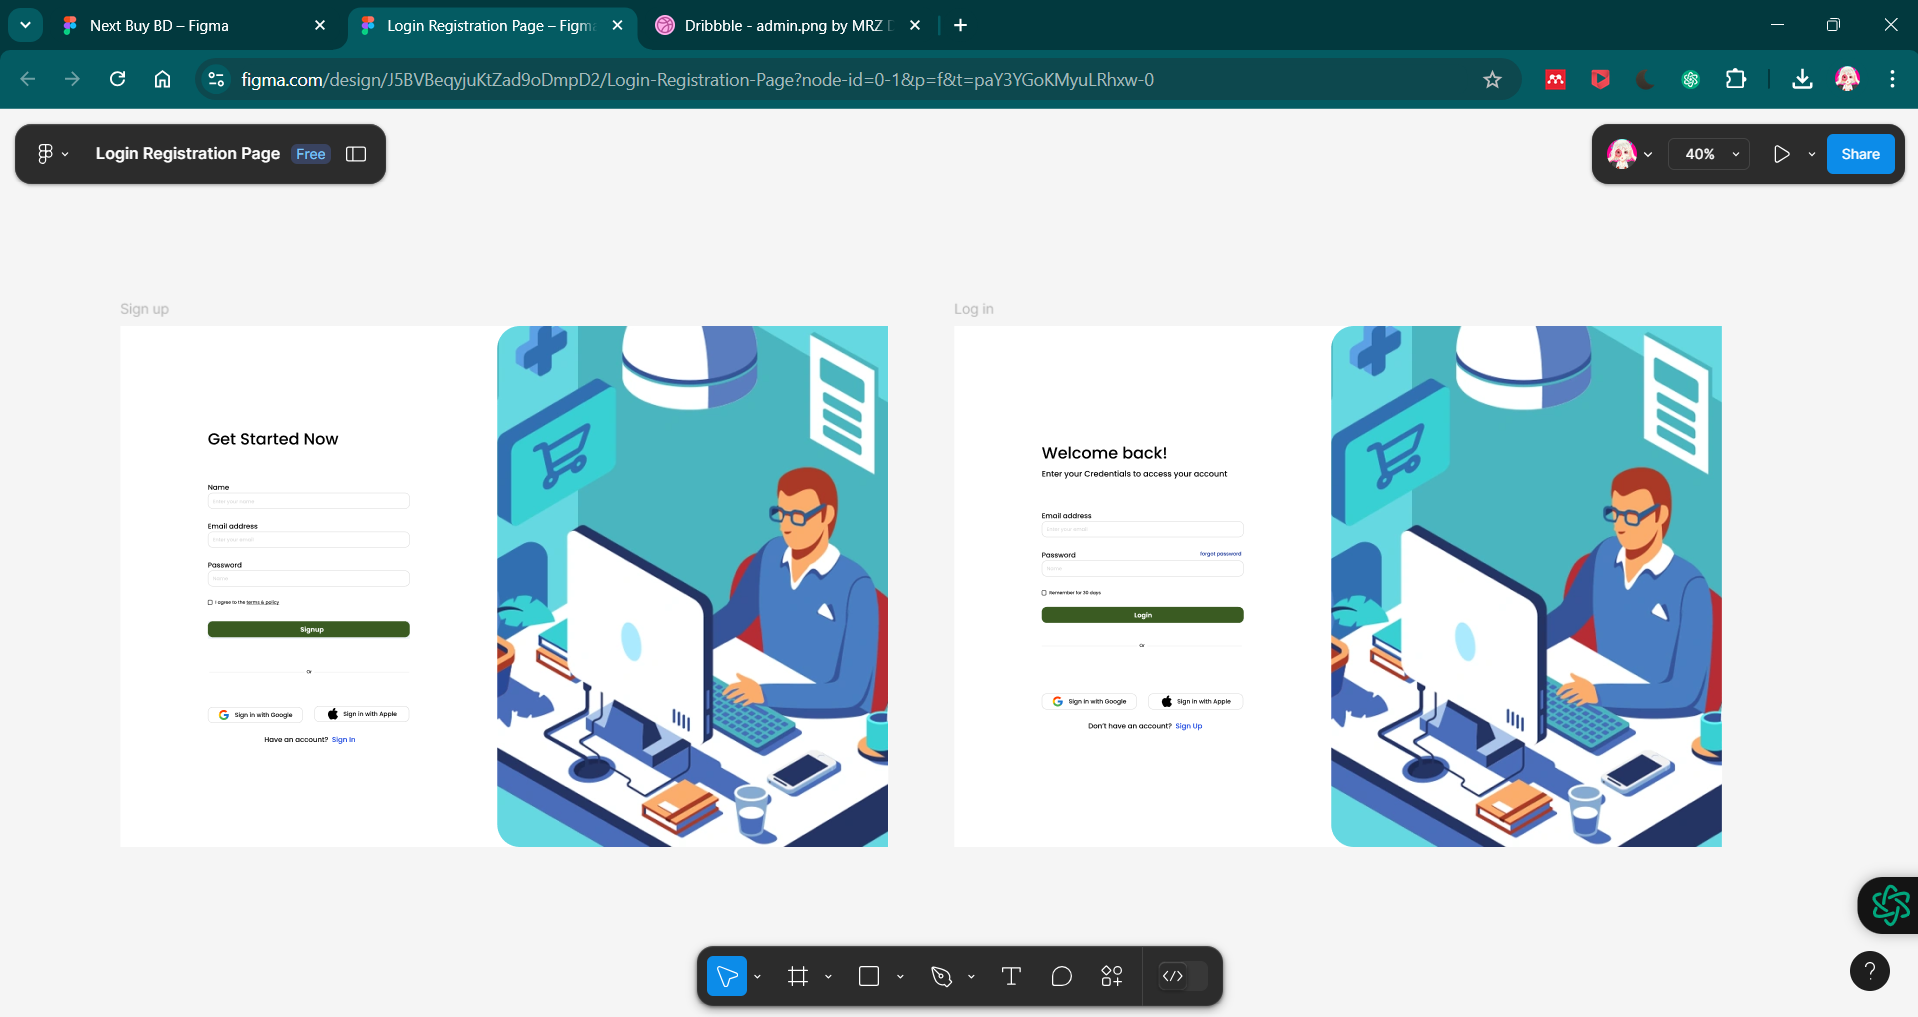 Next Buy BD – Figma
Login Registration Page – Figma
Dribbble - admin.png by MRZ D
figma.com/design/J5BVBeqyjuKtZad9oDmpD2/Login-Registration-Page?node-id=0-1&p=f&t=paY3YGoKMyuLRhxw-0
Login Registration Page Free
40%
Share
Sign up
Get Started Now
Name
Enter your name
Email address
Enter your email
Password
Name
I agree to the terms & policy
Signup
Or
Sign in with Google
Sign in with Apple
Have an account? Sign In
Log in
Welcome back!
Enter your Credentials to access your account
Email address
Enter your email
Password
forgot password
Name
Remember for 30 days
Login
Or
Sign in with Google
Sign in with Apple
Don't have an account? Sign Up
?